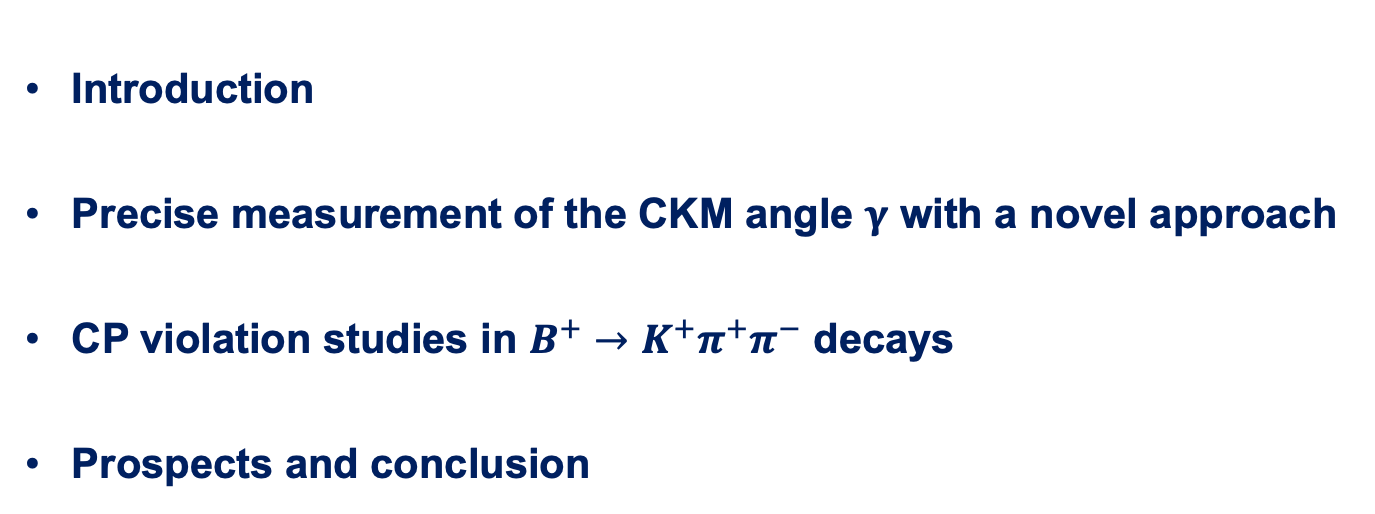 • Introduction
• Precise measurement of the CKM angle γ with a novel approach
• CP violation studies in B⁺ → K⁺π⁺π⁻ decays
• Prospects and conclusion